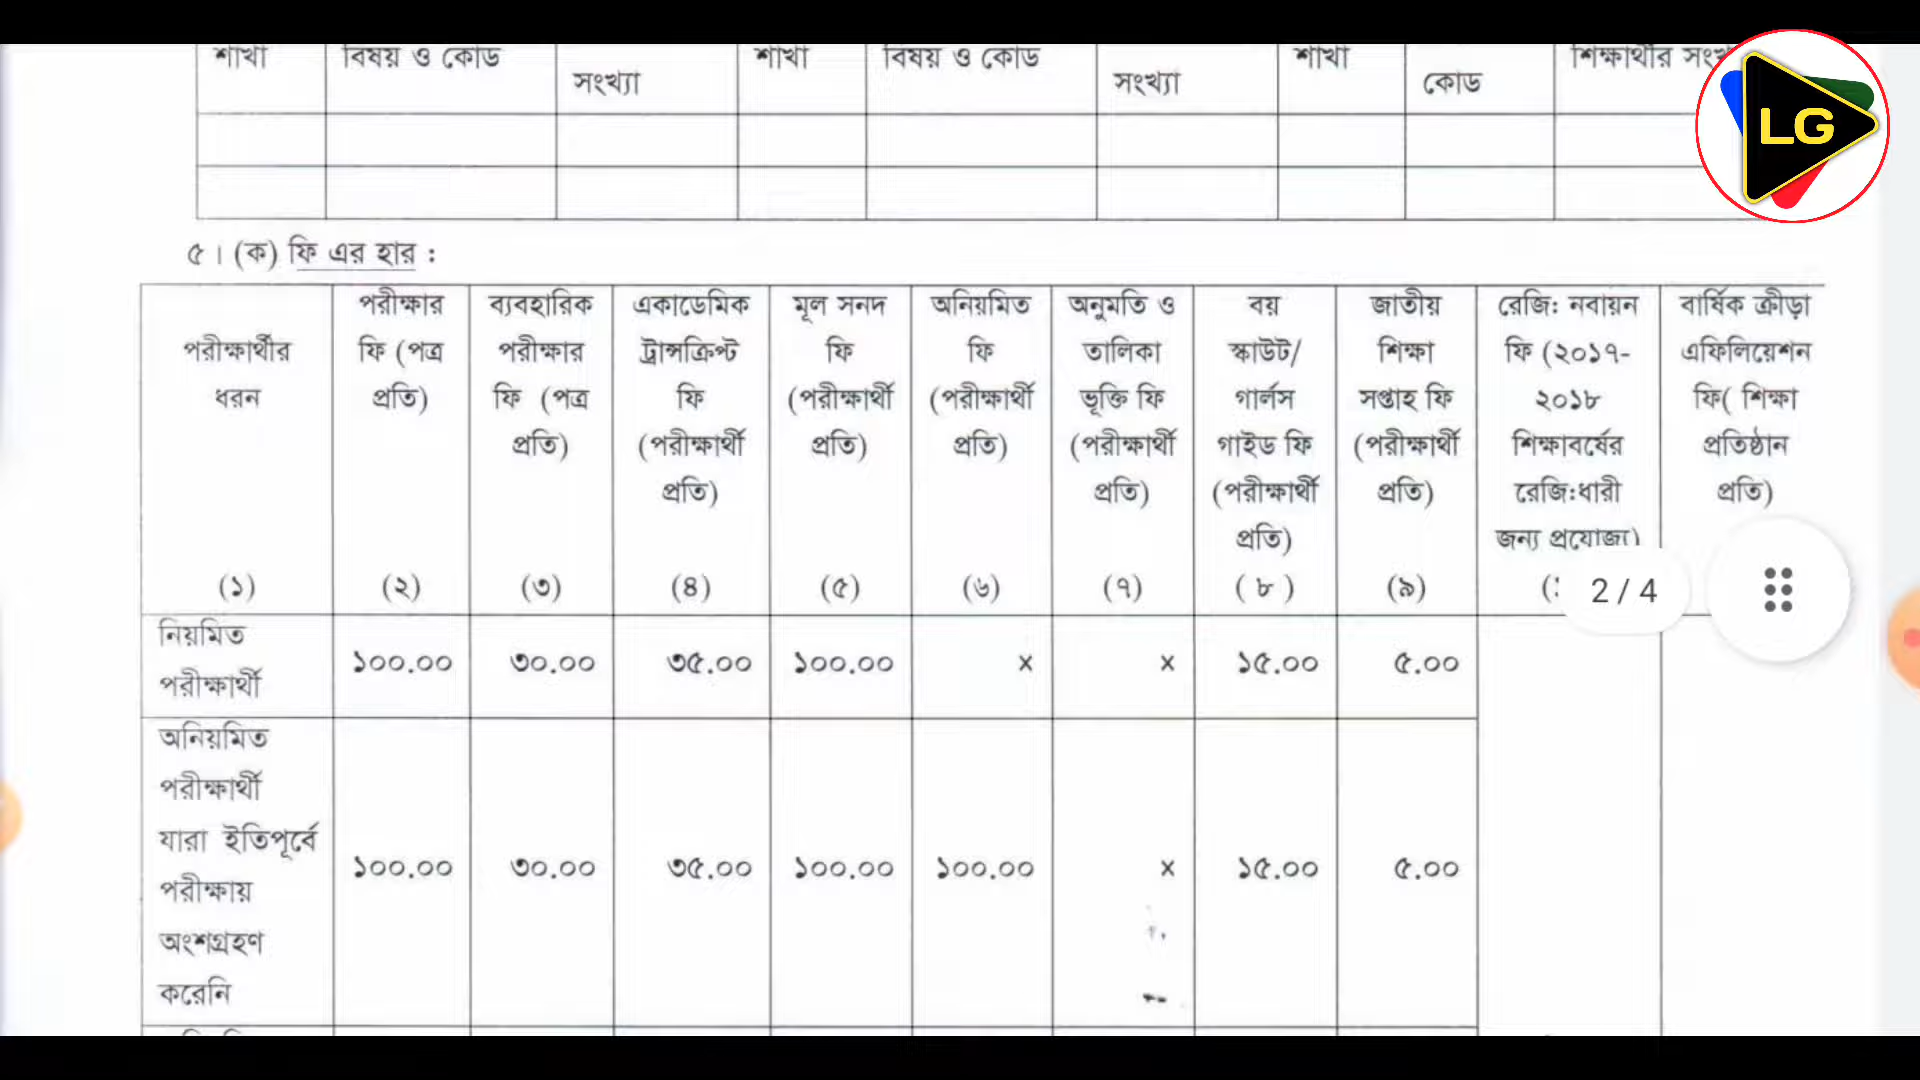 শাখা বিষয় ও কোড সংখ্যা শাখা বিষয় ও কোড সংখ্যা শাখা কোড শিক্ষার্থীর
LG
৫। (ক) ফি এর হার :
পরীক্ষার্থীর ধরন (১)
পরীক্ষার ফি (পত্র প্রতি) (২)
ব্যবহারিক পরীক্ষার ফি (পত্র প্রতি) (৩)
একাডেমিক ট্রান্সক্রিপ্ট ফি (পরীক্ষার্থী প্রতি) (৪)
মূল সনদ ফি (পরীক্ষার্থী প্রতি) (৫)
অনিয়মিত ফি (পরীক্ষার্থী প্রতি) (৬)
অনুমতি ও তালিকা ভূক্তি ফি (পরীক্ষার্থী প্রতি) (৭)
বয় স্কাউট/ গার্লস গাইড ফি (পরীক্ষার্থী প্রতি) (৮)
জাতীয় শিক্ষা সপ্তাহ ফি (পরীক্ষার্থী প্রতি) (৯)
রেজিঃ নবায়ন ফি (২০১৭-২০১৮ শিক্ষাবর্ষের রেজিঃধারী জন্য প্রযোজ্য)
বার্ষিক ক্রীড়া এফিলিয়েশন ফি( শিক্ষা প্রতিষ্ঠান প্রতি)
2 / 4
নিয়মিত পরীক্ষার্থী ১০০.০০ ৩০.০০ ৩৫.০০ ১০০.০০ x x ১৫.০০ ৫.০০
অনিয়মিত পরীক্ষার্থী যারা ইতিপূর্বে পরীক্ষায় অংশগ্রহণ করেনি ১০০.০০ ৩০.০০ ৩৫.০০ ১০০.০০ ১০০.০০ x ১৫.০০ ৫.০০